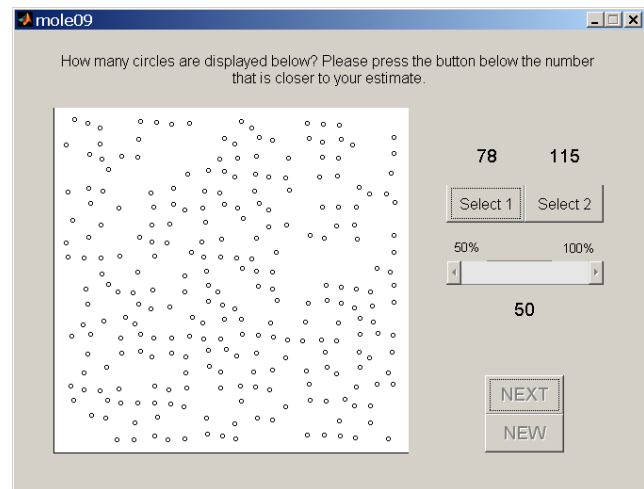 mole09
How many circles are displayed below? Please press the button below the number
that is closer to your estimate.
78 115
Select 1 Select 2
50% 100%
50
NEXT
NEW